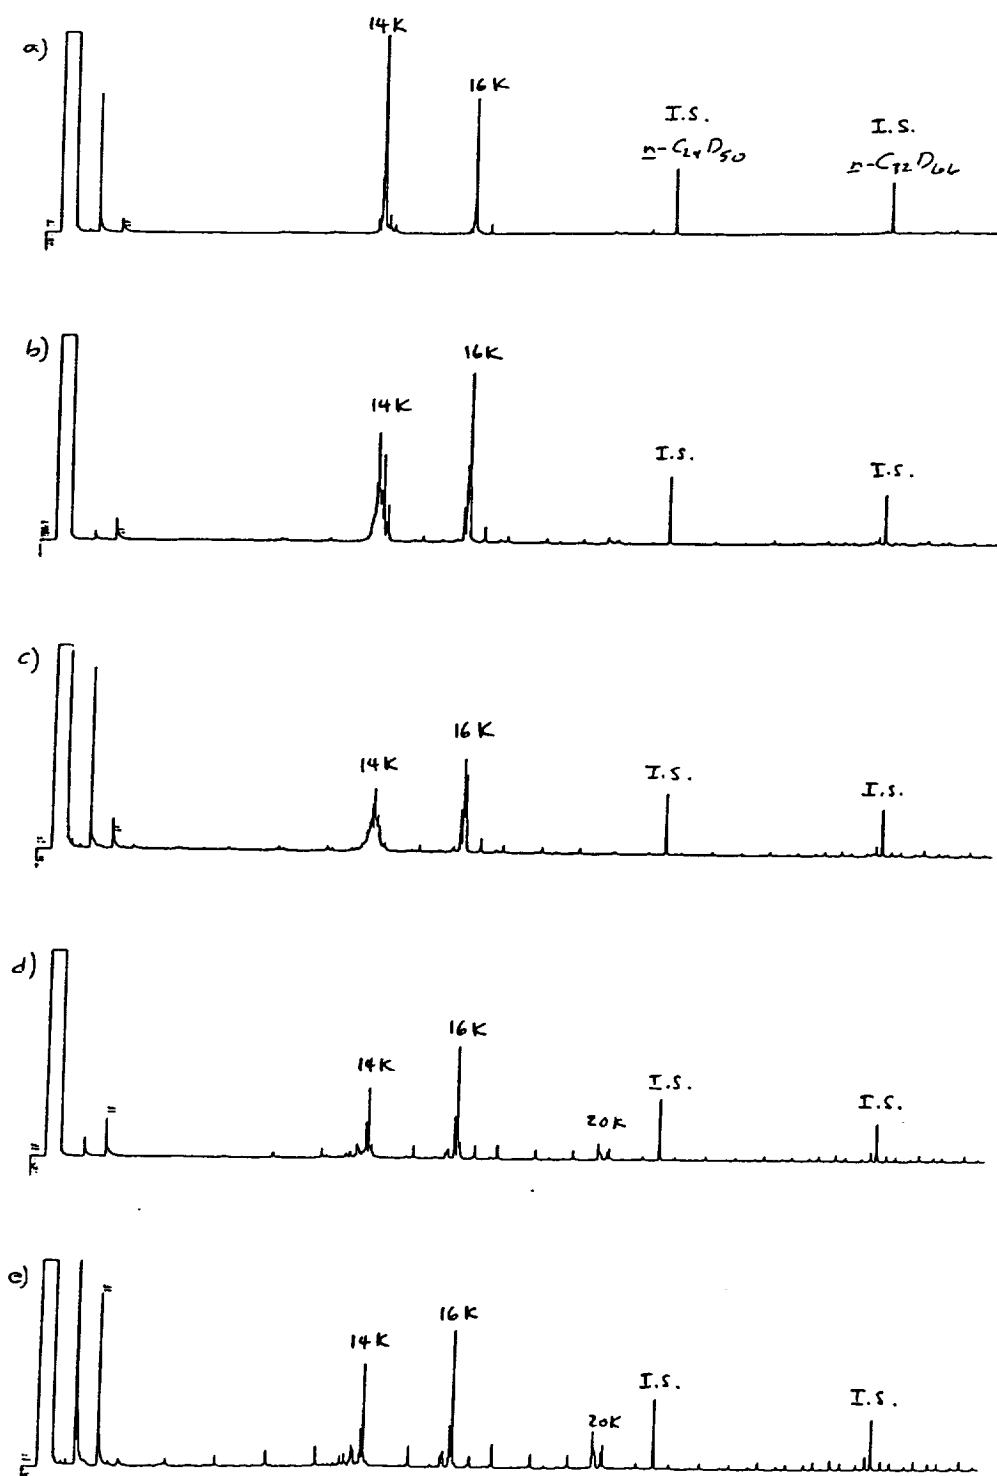 a)
14K
16K
I.S.
n-C24D50
I.S.
n-C32D66
b)
14K
16K
I.S.
I.S.
c)
14K
16K
I.S.
I.S.
d)
14K
16K
20K
I.S.
I.S.
e)
14K
16K
20K
I.S.
I.S.